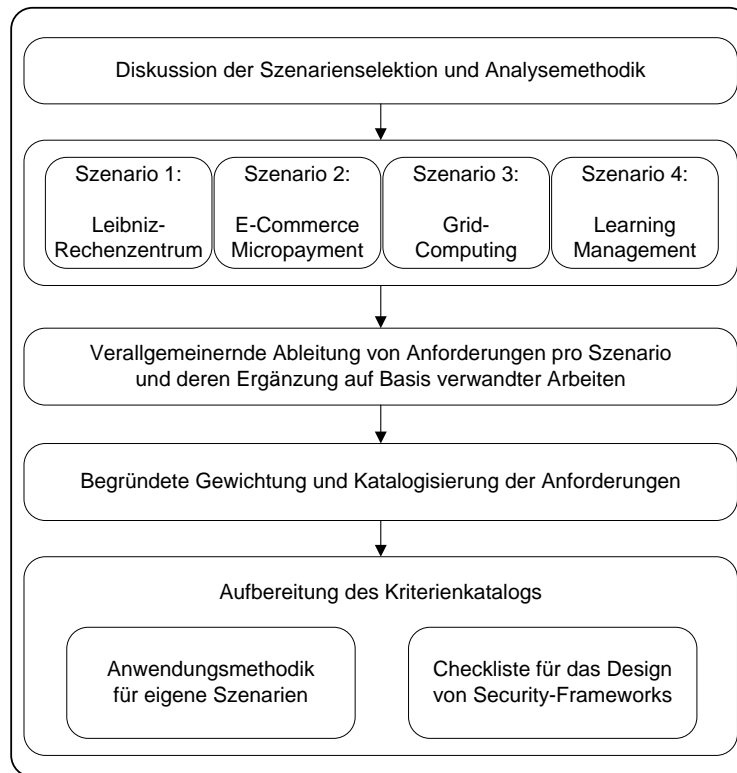 Diskussion der Szenarienselektion und Analysemethodik
Szenario 1:
Leibniz-
Rechenzentrum
Szenario 2:
E-Commerce
Micropayment
Szenario 3:
Grid-
Computing
Szenario 4:
Learning
Management
Verallgemeinernde Ableitung von Anforderungen pro Szenario
und deren Ergänzung auf Basis verwandter Arbeiten
Begründete Gewichtung und Katalogisierung der Anforderungen
Aufbereitung des Kriterienkatalogs
Anwendungsmethodik
für eigene Szenarien
Checkliste für das Design
von Security-Frameworks